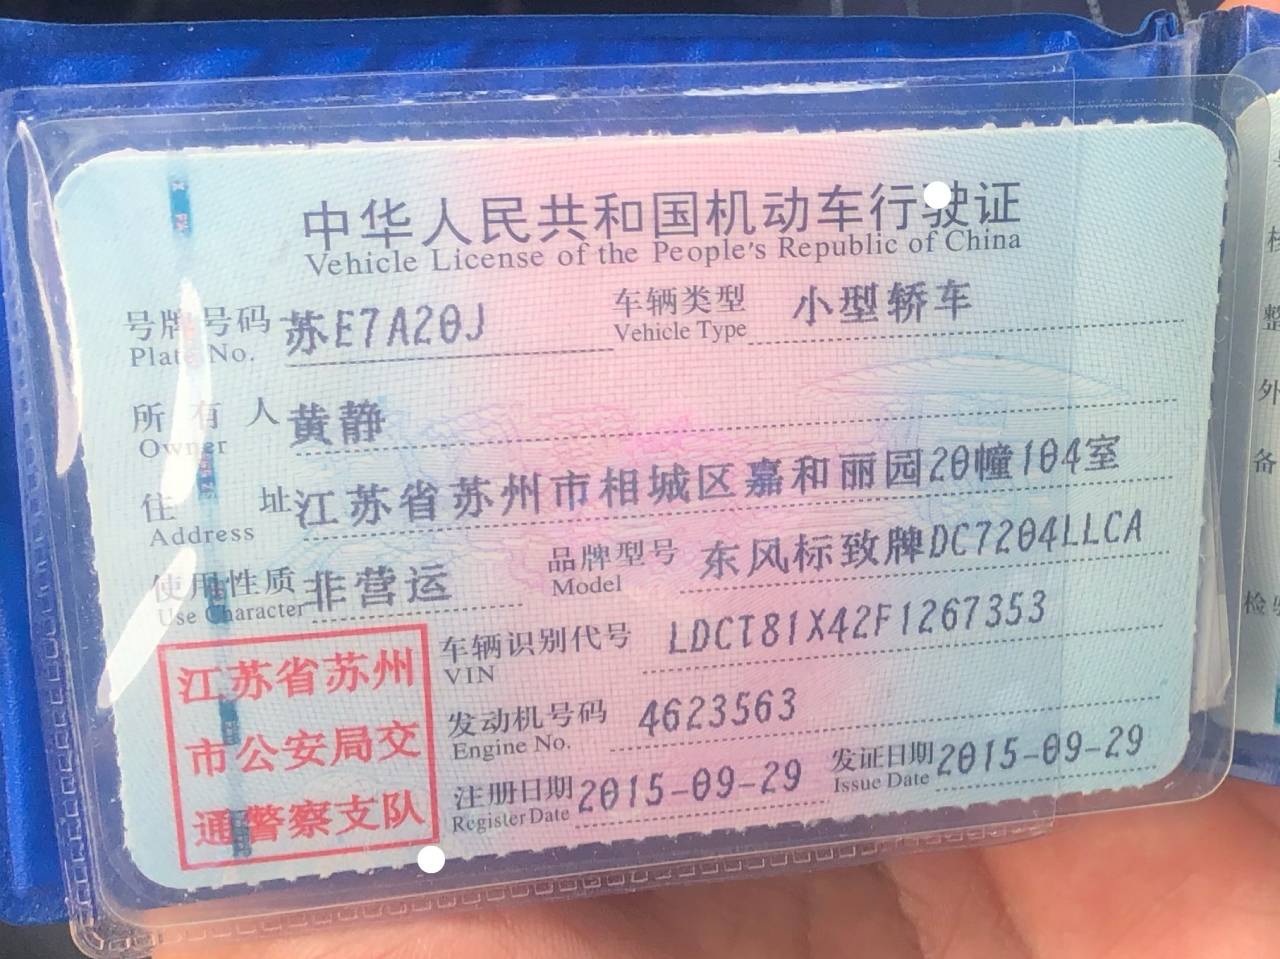 中华人民共和国机动车行驶证
Vehicle License of the People's Republic of China
号牌号码 苏E7A20J 车辆类型 小型轿车
Plate No. Vehicle Type
所有人 黄静
Owner
住址 江苏省苏州市相城区嘉和丽园20幢104室
Address
使用性质 非营运 品牌型号 东风标致牌DC7204LLCA
Use Character Model
车辆识别代号 LDCT81X42F1267353
VIN
发动机号码 4623563
Engine No.
注册日期 2015-09-29 发证日期 2015-09-29
Register Date Issue Date
江苏省苏州
市公安局交
通警察支队
整
外
备
检